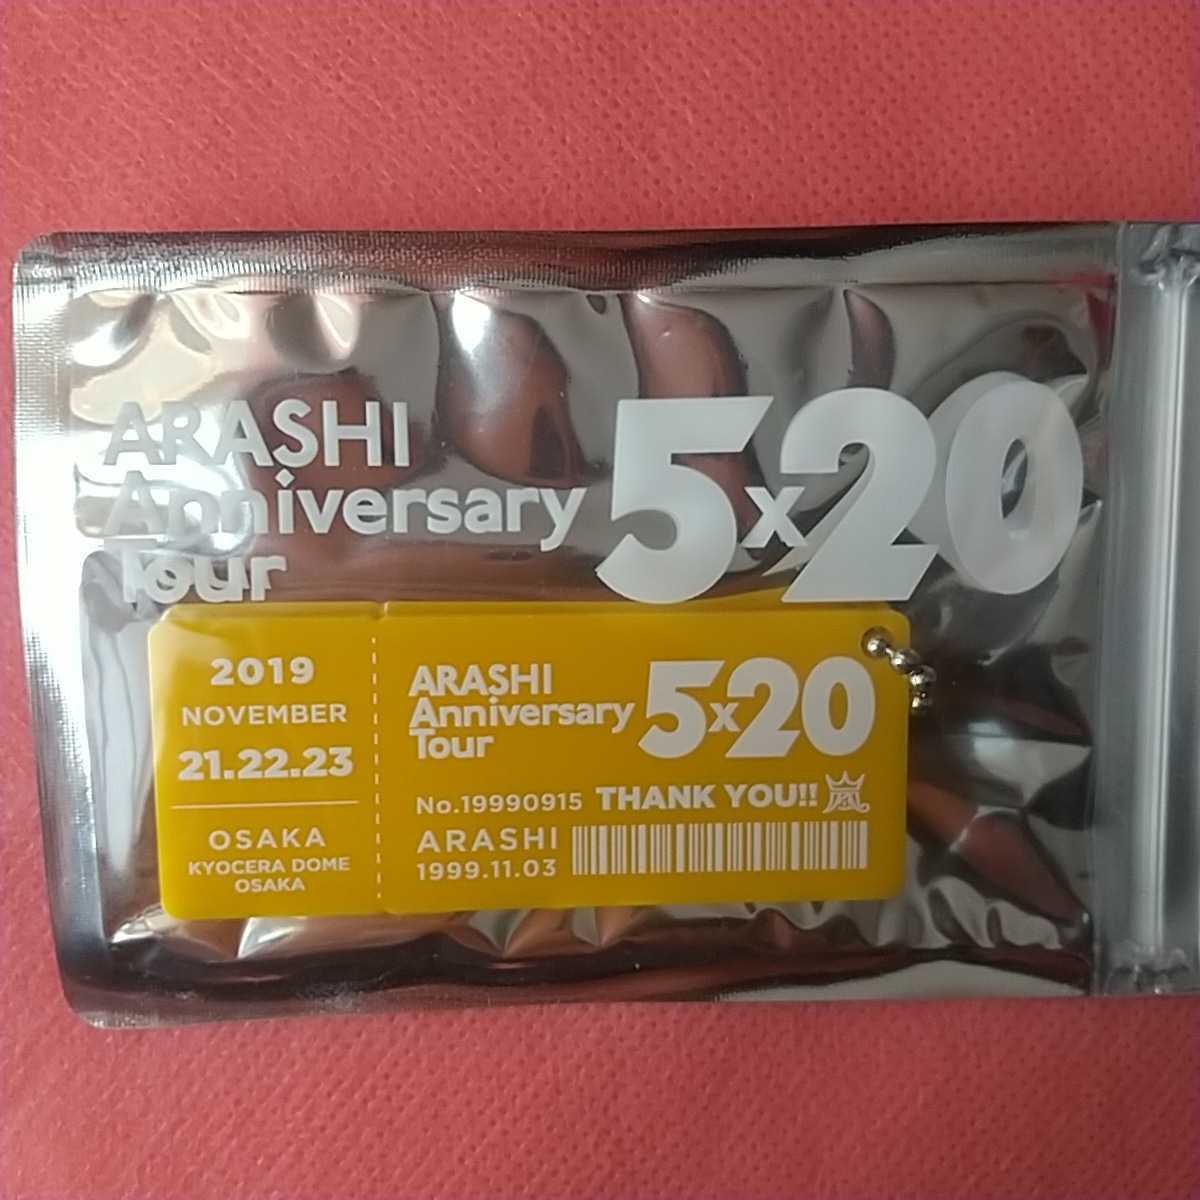 ARASHI
Anniversary
Tour
5x20
2019
NOVEMBER
21.22.23
OSAKA
KYOCERA DOME
OSAKA
ARASHI
Anniversary
Tour
5x20
No.19990915 THANK YOU!!
ARASHI
1999.11.03